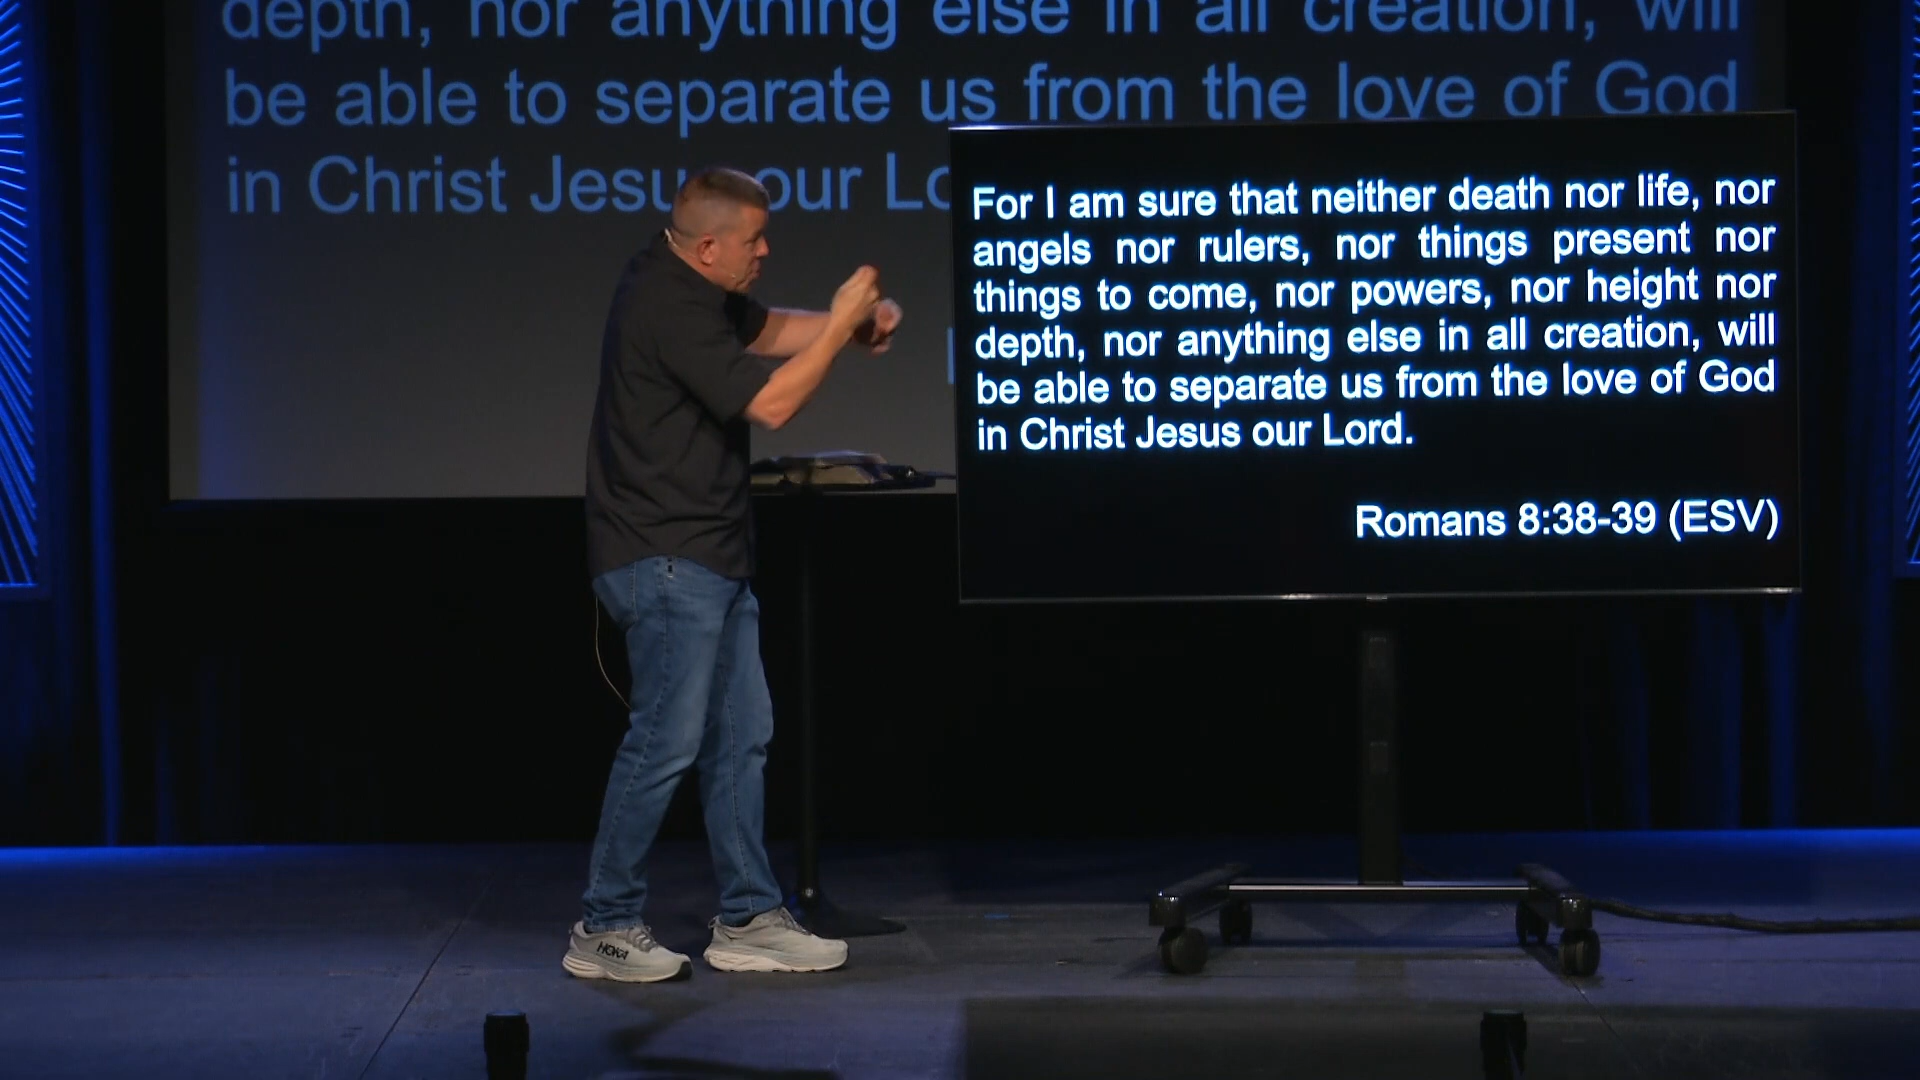 depth, nor anything else in all creation, will
be able to separate us from the love of God
in Christ Jesus our Lo
For I am sure that neither death nor life, nor
angels nor rulers, nor things present nor
things to come, nor powers, nor height nor
depth, nor anything else in all creation, will
be able to separate us from the love of God
in Christ Jesus our Lord.
Romans 8:38-39 (ESV)
HOKA